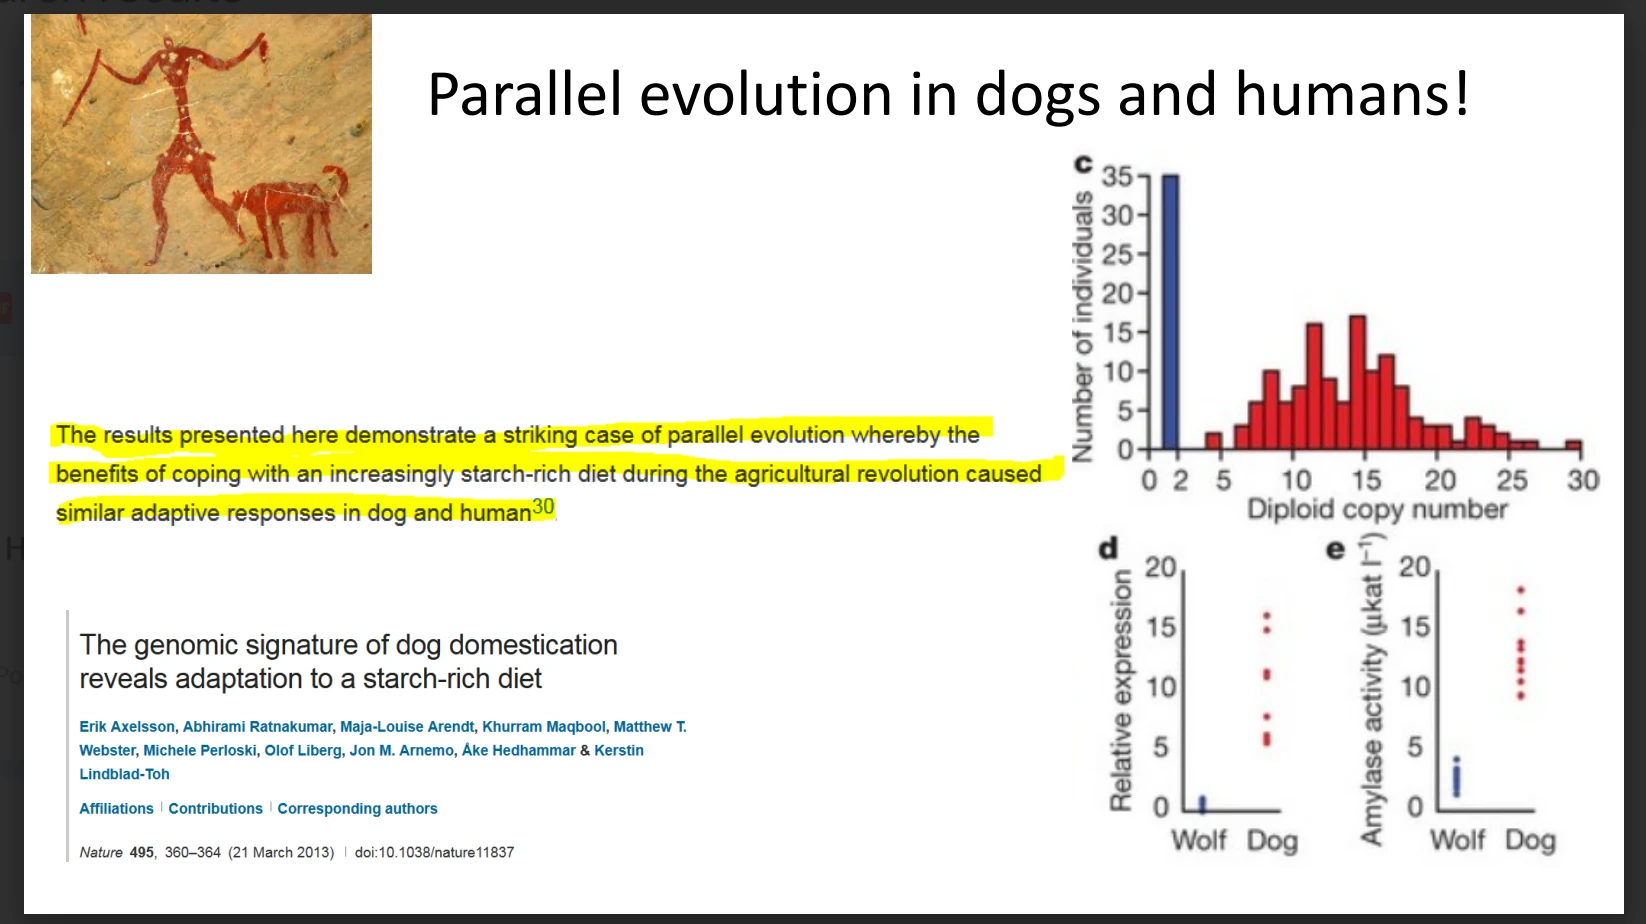 Parallel evolution in dogs and humans!
The results presented here demonstrate a striking case of parallel evolution whereby the
benefits of coping with an increasingly starch-rich diet during the agricultural revolution caused
similar adaptive responses in dog and human30
The genomic signature of dog domestication
reveals adaptation to a starch-rich diet
Erik Axelsson, Abhirami Ratnakumar, Maja-Louise Arendt, Khurram Maqbool, Matthew T.
Webster, Michele Perloski, Olof Liberg, Jon M. Arnemo, Åke Hedhammar & Kerstin
Lindblad-Toh
Affiliations | Contributions | Corresponding authors
Nature 495, 360–364 (21 March 2013) | doi:10.1038/nature11837
c
Number of individuals
35
30
25
20
15
10
5
0
0 2 5 10 15 20 25 30
Diploid copy number
d
Relative expression
20
15
10
5
0
Wolf Dog
e
Amylase activity (μkat l−1)
20
15
10
5
0
Wolf Dog